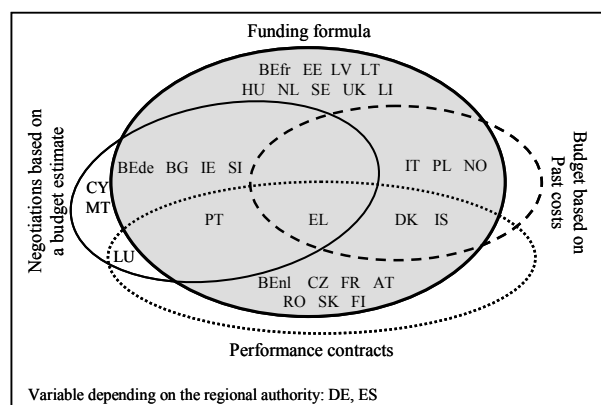 Funding formula
BEfr EE LV LT
HU NL SE UK LI
Negotiations based on
a budget estimate
Budget based on
Past costs
BEde BG IE SI
IT PL NO
CY
MT
PT
EL
DK IS
LU
BEnl CZ FR AT
RO SK FI
Performance contracts
Variable depending on the regional authority: DE, ES